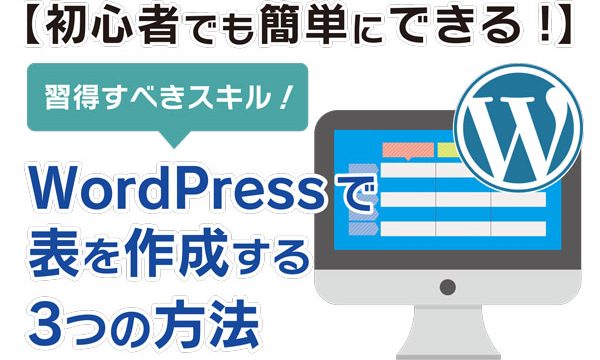 【初心者でも簡単にできる！】
習得すべきスキル！
WordPressで
表を作成する
3つの方法
W